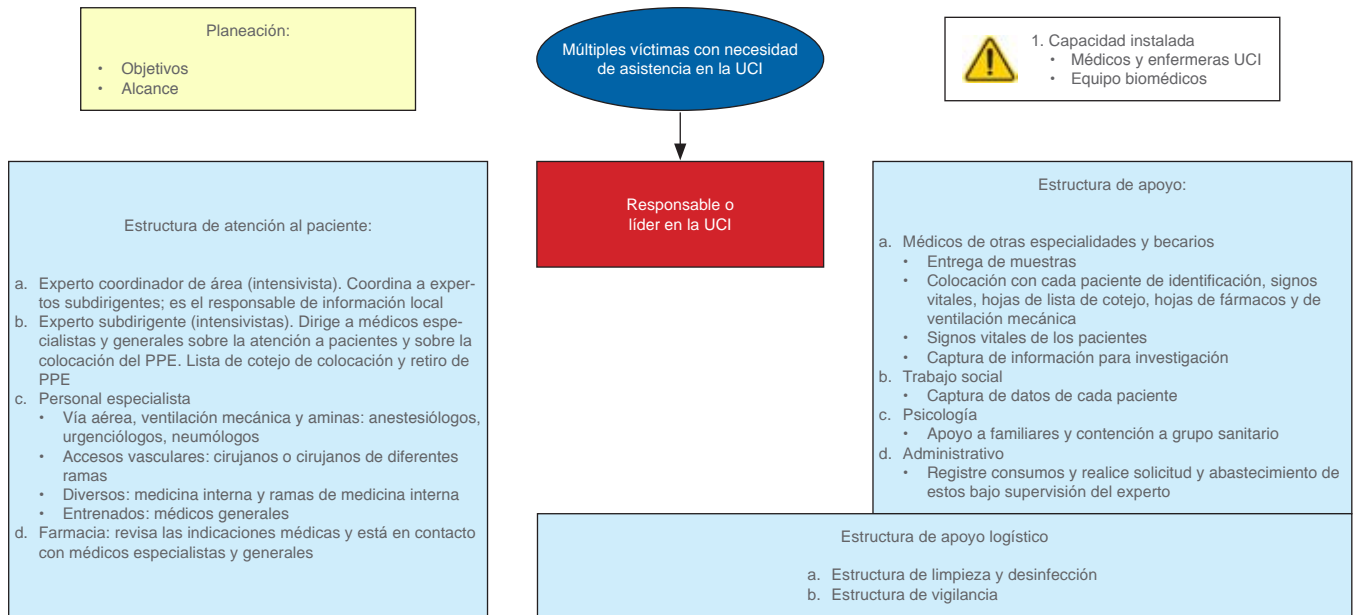 Planeación:
• Objetivos
• Alcance
Múltiples víctimas con necesidad
de asistencia en la UCI
1. Capacidad instalada
• Médicos y enfermeras UCI
• Equipo biomédicos
Estructura de atención al paciente:
a. Experto coordinador de área (intensivista). Coordina a exper-
tos subdirigentes; es el responsable de información local
b. Experto subdirigente (intensivistas). Dirige a médicos espe-
cialistas y generales sobre la atención a pacientes y sobre la
colocación del PPE. Lista de cotejo de colocación y retiro de
PPE
c. Personal especialista
• Vía aérea, ventilación mecánica y aminas: anestesiólogos,
urgenciólogos, neumólogos
• Accesos vasculares: cirujanos o cirujanos de diferentes
ramas
• Diversos: medicina interna y ramas de medicina interna
• Entrenados: médicos generales
d. Farmacia: revisa las indicaciones médicas y está en contacto
con médicos especialistas y generales
Responsable o
líder en la UCI
Estructura de apoyo:
a. Médicos de otras especialidades y becarios
• Entrega de muestras
• Colocación con cada paciente de identificación, signos
vitales, hojas de lista de cotejo, hojas de fármacos y de
ventilación mecánica
• Signos vitales de los pacientes
• Captura de información para investigación
b. Trabajo social
• Captura de datos de cada paciente
c. Psicología
• Apoyo a familiares y contención a grupo sanitario
d. Administrativo
• Registre consumos y realice solicitud y abastecimiento de
estos bajo supervisión del experto
Estructura de apoyo logístico
a. Estructura de limpieza y desinfección
b. Estructura de vigilancia